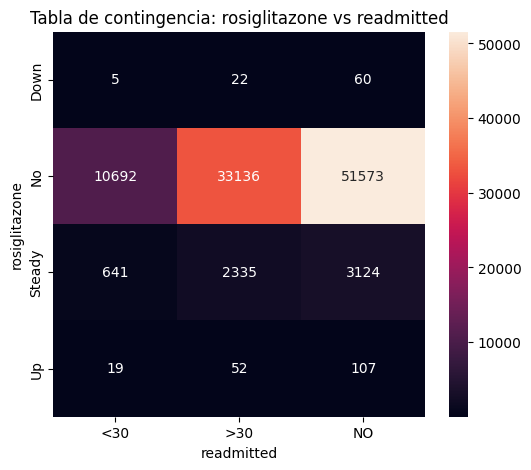 Tabla de contingencia: rosiglitazone vs readmitted
Down 5 22 60
No 10692 33136 51573
Steady 641 2335 3124
Up 19 52 107
<30 >30 NO
readmitted
rosiglitazone
50000
40000
30000
20000
10000